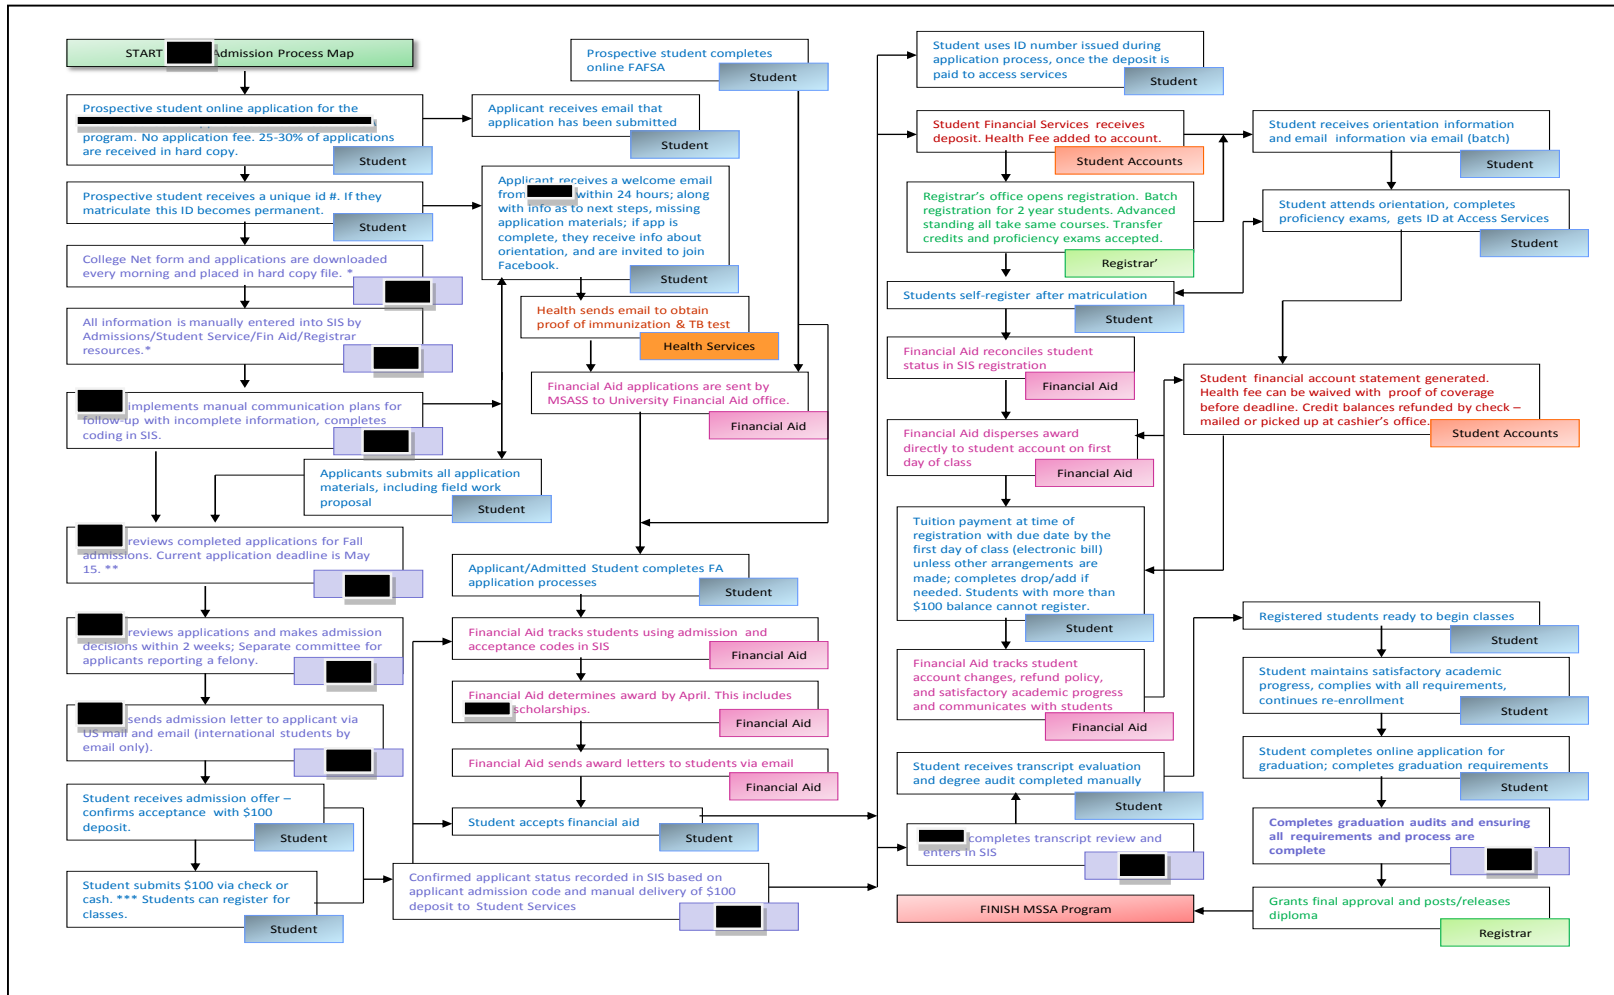 START Admission Process Map
Prospective student online application for the
program. No application fee. 25-30% of applications
are received in hard copy.
Student
Prospective student receives a unique id #. If they
matriculate this ID becomes permanent.
Student
College Net form and applications are downloaded
every morning and placed in hard copy file. *
All information is manually entered into SIS by
Admissions/Student Service/Fin Aid/Registrar
resources.*
implements manual communication plans for
follow-up with incomplete information, completes
coding in SIS.
Applicants submits all application
materials, including field work
proposal
Student
reviews completed applications for Fall
admissions. Current application deadline is May
15. **
reviews applications and makes admission
decisions within 2 weeks; Separate committee for
applicants reporting a felony.
sends admission letter to applicant via
US mail and email (international students by
email only).
Student receives admission offer –
confirms acceptance with $100
deposit.
Student
Student submits $100 via check or
cash. *** Students can register for
classes.
Student
Prospective student completes
online FAFSA
Student
Applicant receives email that
application has been submitted
Student
Applicant receives a welcome email
from within 24 hours; along
with info as to next steps, missing
application materials; if app is
complete, they receive info about
orientation, and are invited to join
Facebook.
Student
Health sends email to obtain
proof of immunization & TB test
Health Services
Financial Aid applications are sent by
MSASS to University Financial Aid office.
Financial Aid
Applicant/Admitted Student completes FA
application processes
Student
Financial Aid tracks students using admission and
acceptance codes in SIS
Financial Aid
Financial Aid determines award by April. This includes
scholarships.
Financial Aid
Financial Aid sends award letters to students via email
Financial Aid
Student accepts financial aid
Student
Confirmed applicant status recorded in SIS based on
applicant admission code and manual delivery of $100
deposit to Student Services
Student uses ID number issued during
application process, once the deposit is
paid to access services
Student
Student Financial Services receives
deposit. Health Fee added to account.
Student Accounts
Registrar's office opens registration. Batch
registration for 2 year students. Advanced
standing all take same courses. Transfer
credits and proficiency exams accepted.
Registrar'
Students self-register after matriculation
Student
Financial Aid reconciles student
status in SIS registration
Financial Aid
Financial Aid disperses award
directly to student account on first
day of class
Financial Aid
Tuition payment at time of
registration with due date by the
first day of class (electronic bill)
unless other arrangements are
made; completes drop/add if
needed. Students with more than
$100 balance cannot register.
Student
Financial Aid tracks student
account changes, refund policy,
and satisfactory academic progress
and communicates with students
Financial Aid
Student receives transcript evaluation
and degree audit completed manually
Student
completes transcript review and
enters in SIS
FINISH MSSA Program
Student receives orientation information
and email information via email (batch)
Student
Student attends orientation, completes
proficiency exams, gets ID at Access Services
Student
Student financial account statement generated.
Health fee can be waived with proof of coverage
before deadline. Credit balances refunded by check –
mailed or picked up at cashier's office.
Student Accounts
Registered students ready to begin classes
Student
Student maintains satisfactory academic
progress, complies with all requirements,
continues re-enrollment
Student
Student completes online application for
graduation; completes graduation requirements
Student
Completes graduation audits and ensuring
all requirements and process are
complete
Grants final approval and posts/releases
diploma
Registrar